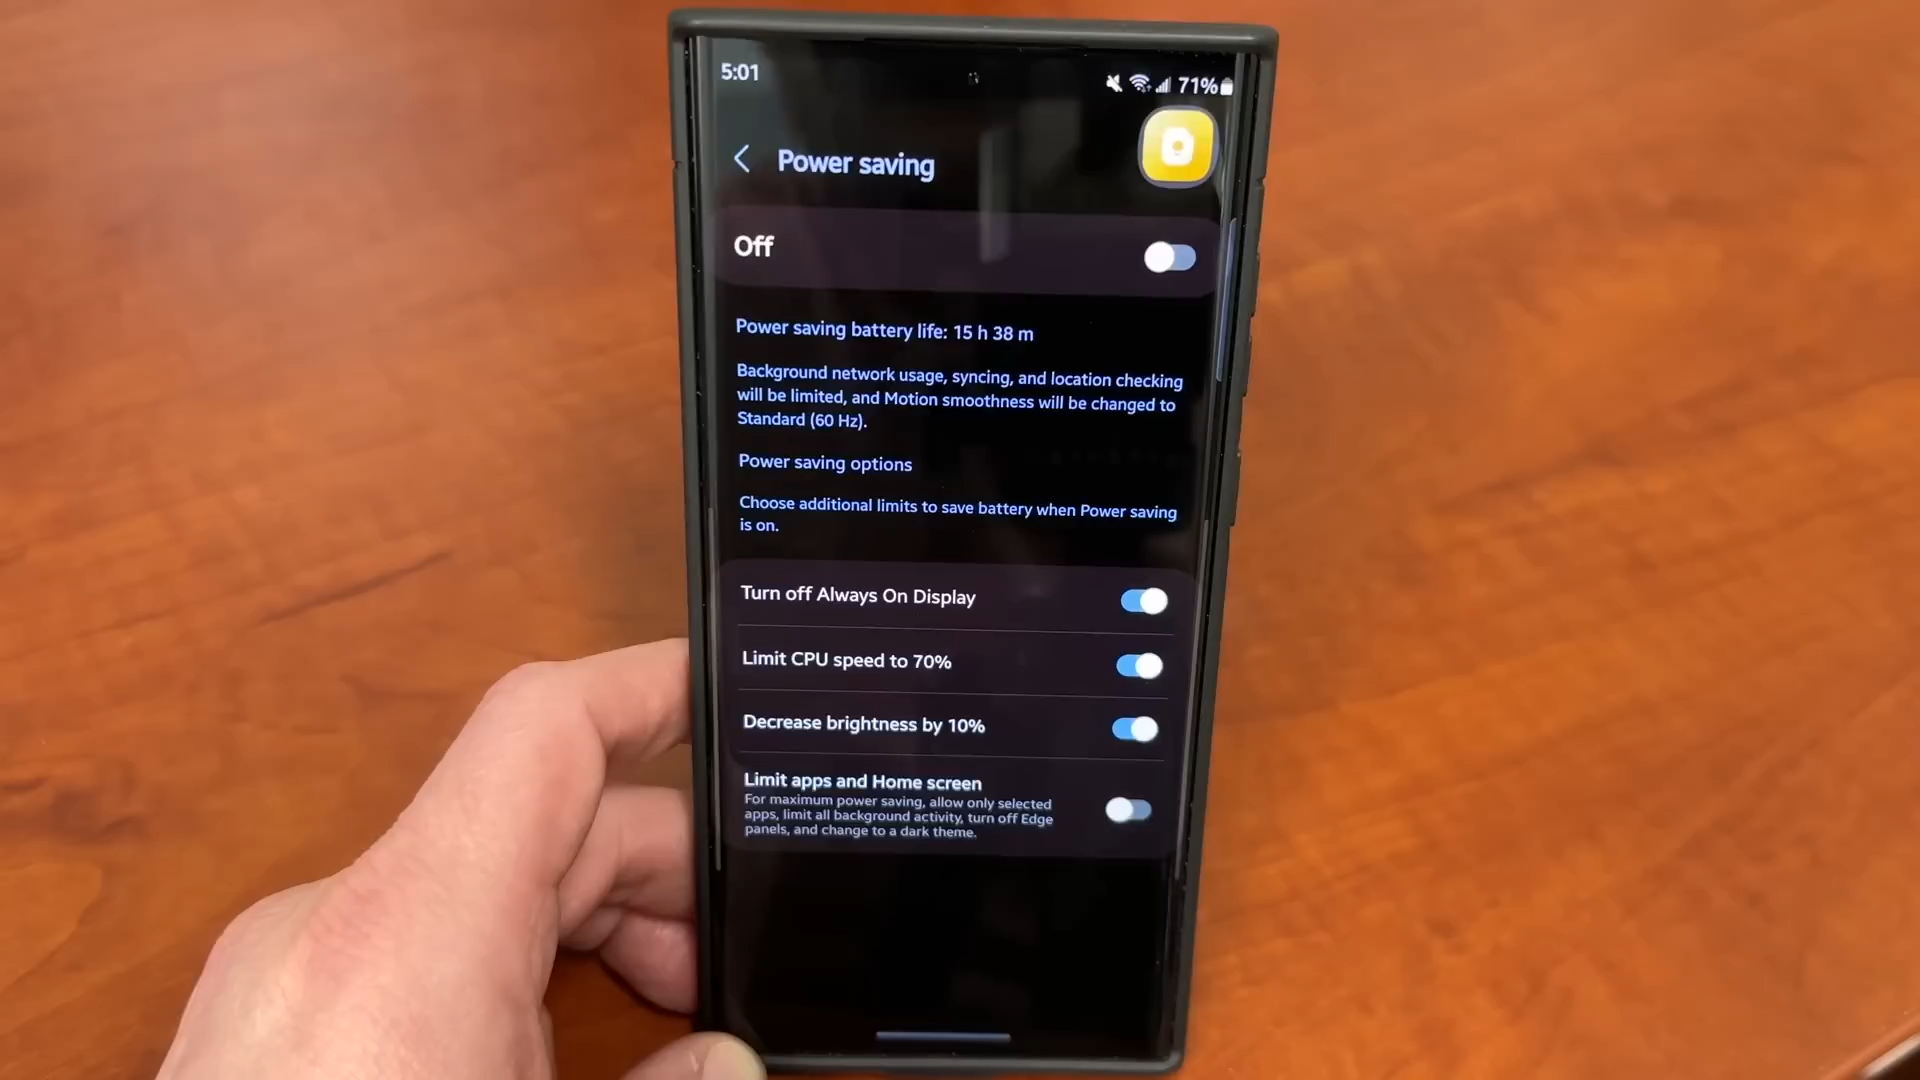 5:01
71%
Power saving
Off
Power saving battery life: 15 h 38 m
Background network usage, syncing, and location checking
will be limited, and Motion smoothness will be changed to
Standard (60 Hz).
Power saving options
Choose additional limits to save battery when Power saving
is on.
Turn off Always On Display
Limit CPU speed to 70%
Decrease brightness by 10%
Limit apps and Home screen
For maximum power saving, allow only selected
apps, limit all background activity, turn off Edge
panels, and change to a dark theme.